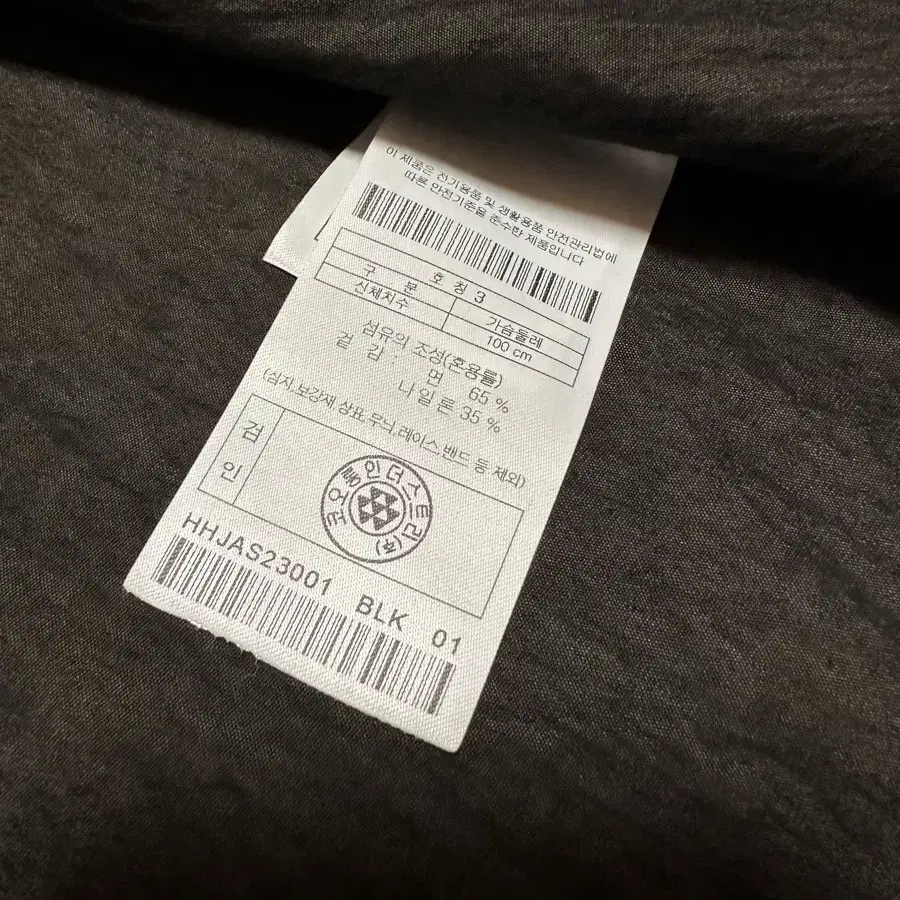 이 제품은 전기용품 및 생활용품 안전관리법에
따른 안전기준을 준수한 제품입니다
호칭 3
구 분 가슴둘레
신체치수 100 cm
섬유의 조성(혼용률)
겉 감 : 면 65 %
나일론 35 %
(심지,보강재,상표,무늬,레이스,밴드 등 제외)
검인
코오롱인더스트리(주)
HHJAS23001 BLK 01